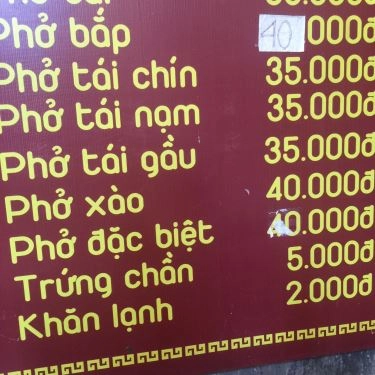 Phở bắp 40.000đ
Phở tái chín 35.000đ
Phở tái nạm 35.000đ
Phở tái gầu 35.000đ
Phở xào 40.000đ
Phở đặc biệt 40.000đ
Trứng chần 5.000đ
Khăn lạnh 2.000đ